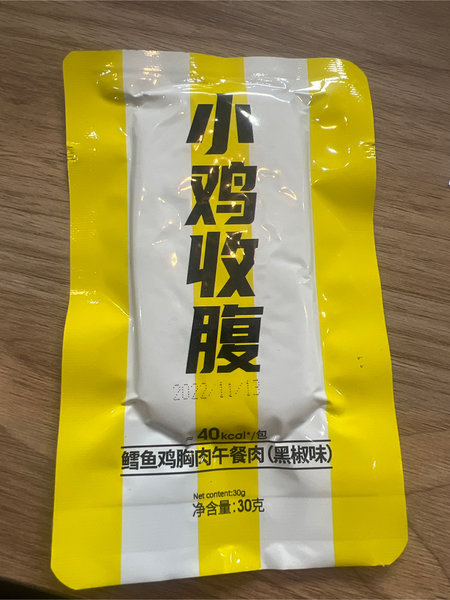 小鸡收腹
2022/11/13
≈40kcal*/包
鳕鱼鸡胸肉午餐肉(黑椒味)
Net content:30g
净含量:30克